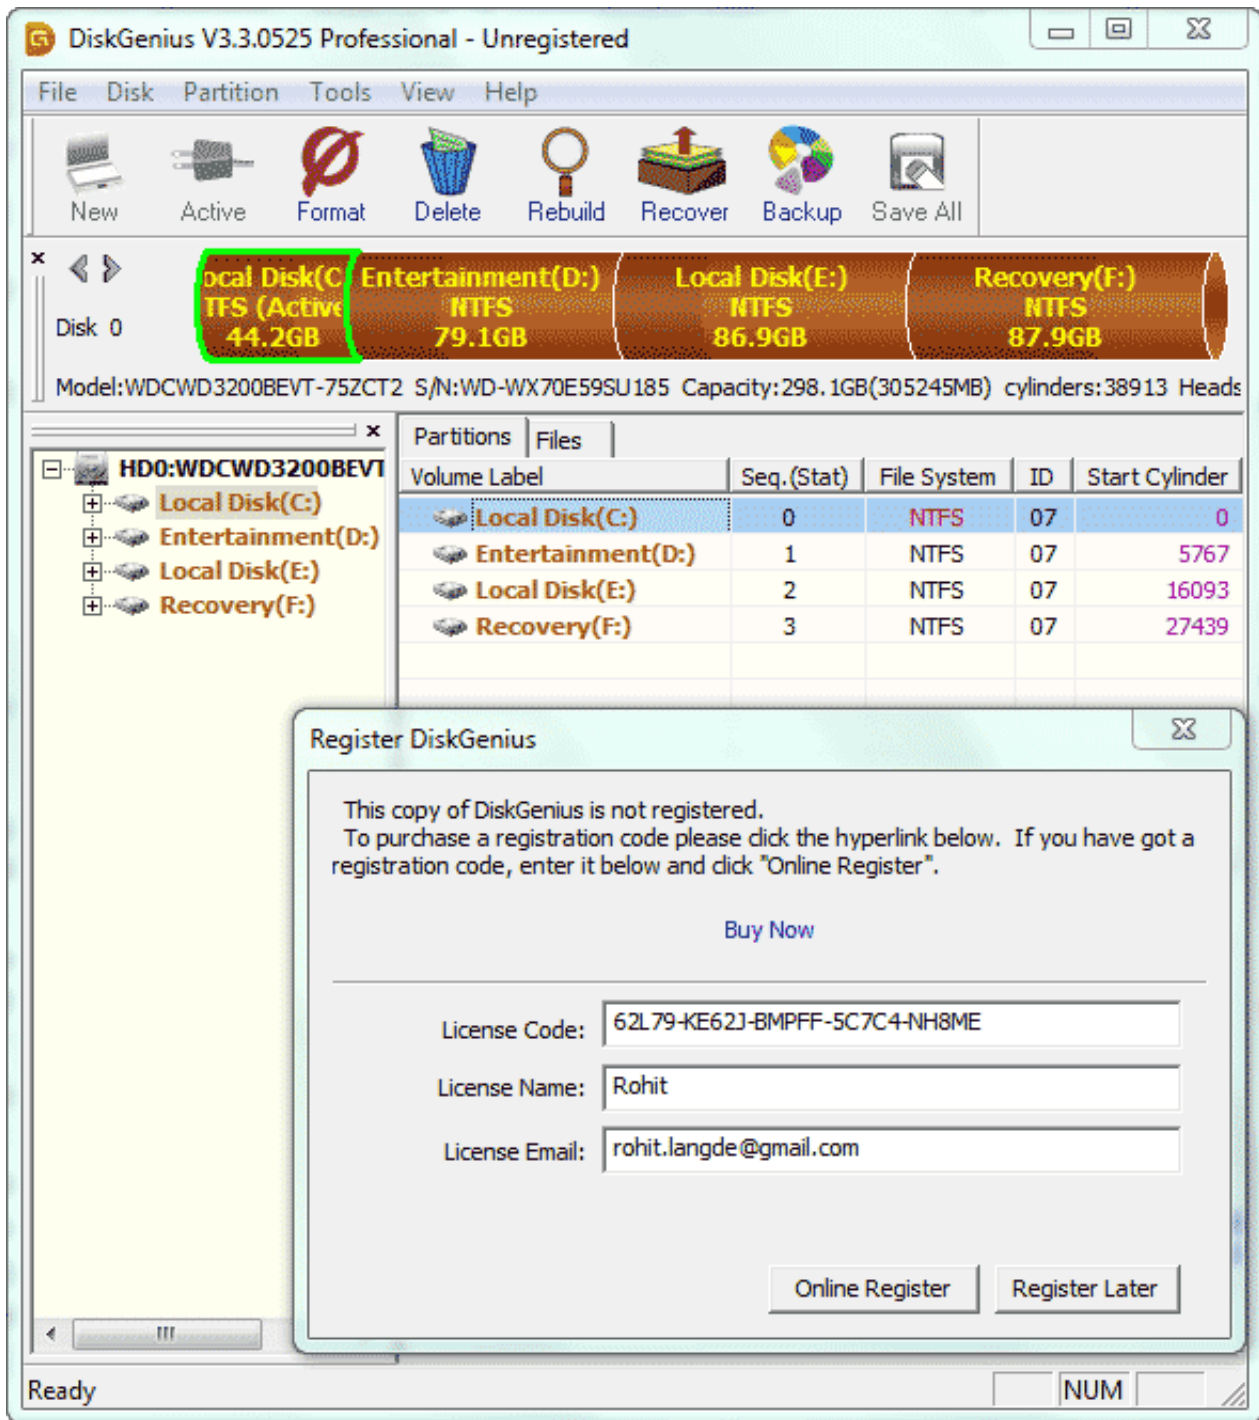 DiskGenius V3.3.0525 Professional - Unregistered
File Disk Partition Tools View Help
New Active Format Delete Rebuild Recover Backup Save All
ocal Disk(C Entertainment(D:) Local Disk(E:) Recovery(F:)
TFS (Active NTFS NTFS NTFS
Disk 0
44.2GB 79.1GB 86.9GB 87.9GB
Model:WDCWD3200BEVT-75ZCT2 S/N:WD-WX70E59SU185 Capacity:298.1GB(305245MB) cylinders:38913 Heads
Partitions Files
HD0:WDCWD3200BEVT
Local Disk(C:)
Entertainment(D:)
Local Disk(E:)
Recovery(F:)
Volume Label Seq.(Stat) File System ID Start Cylinder
Local Disk(C:) 0 NTFS 07 0
Entertainment(D:) 1 NTFS 07 5767
Local Disk(E:) 2 NTFS 07 16093
Recovery(F:) 3 NTFS 07 27439
Register DiskGenius
This copy of DiskGenius is not registered.
To purchase a registration code please click the hyperlink below. If you have got a
registration code, enter it below and click "Online Register".
Buy Now
License Code: 62L79-KE62J-BMPFF-5C7C4-NH8ME
License Name: Rohit
License Email: rohit.langde@gmail.com
Online Register Register Later
Ready NUM